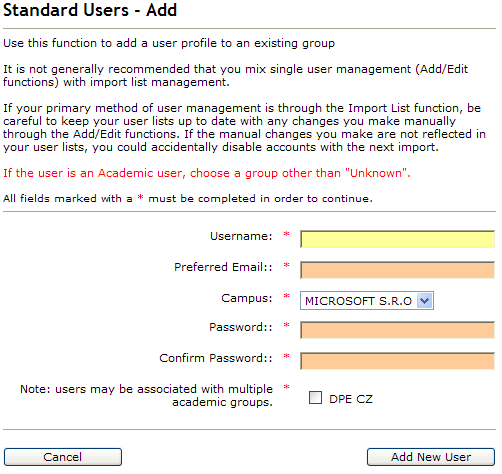 Standard Users - Add
Use this function to add a user profile to an existing group
It is not generally recommended that you mix single user management (Add/Edit
functions) with import list management.
If your primary method of user management is through the Import List function, be
careful to keep your user lists up to date with any changes you make manually
through the Add/Edit functions. If the manual changes you make are not reflected in
your user lists, you could accidentally disable accounts with the next import.
If the user is an Academic user, choose a group other than "Unknown".
All fields marked with a * must be completed in order to continue.
Username: *
Preferred Email:: *
Campus: * MICROSOFT S.R.O
Password:: *
Confirm Password:: *
Note: users may be associated with multiple *
academic groups.
DPE CZ
Cancel
Add New User